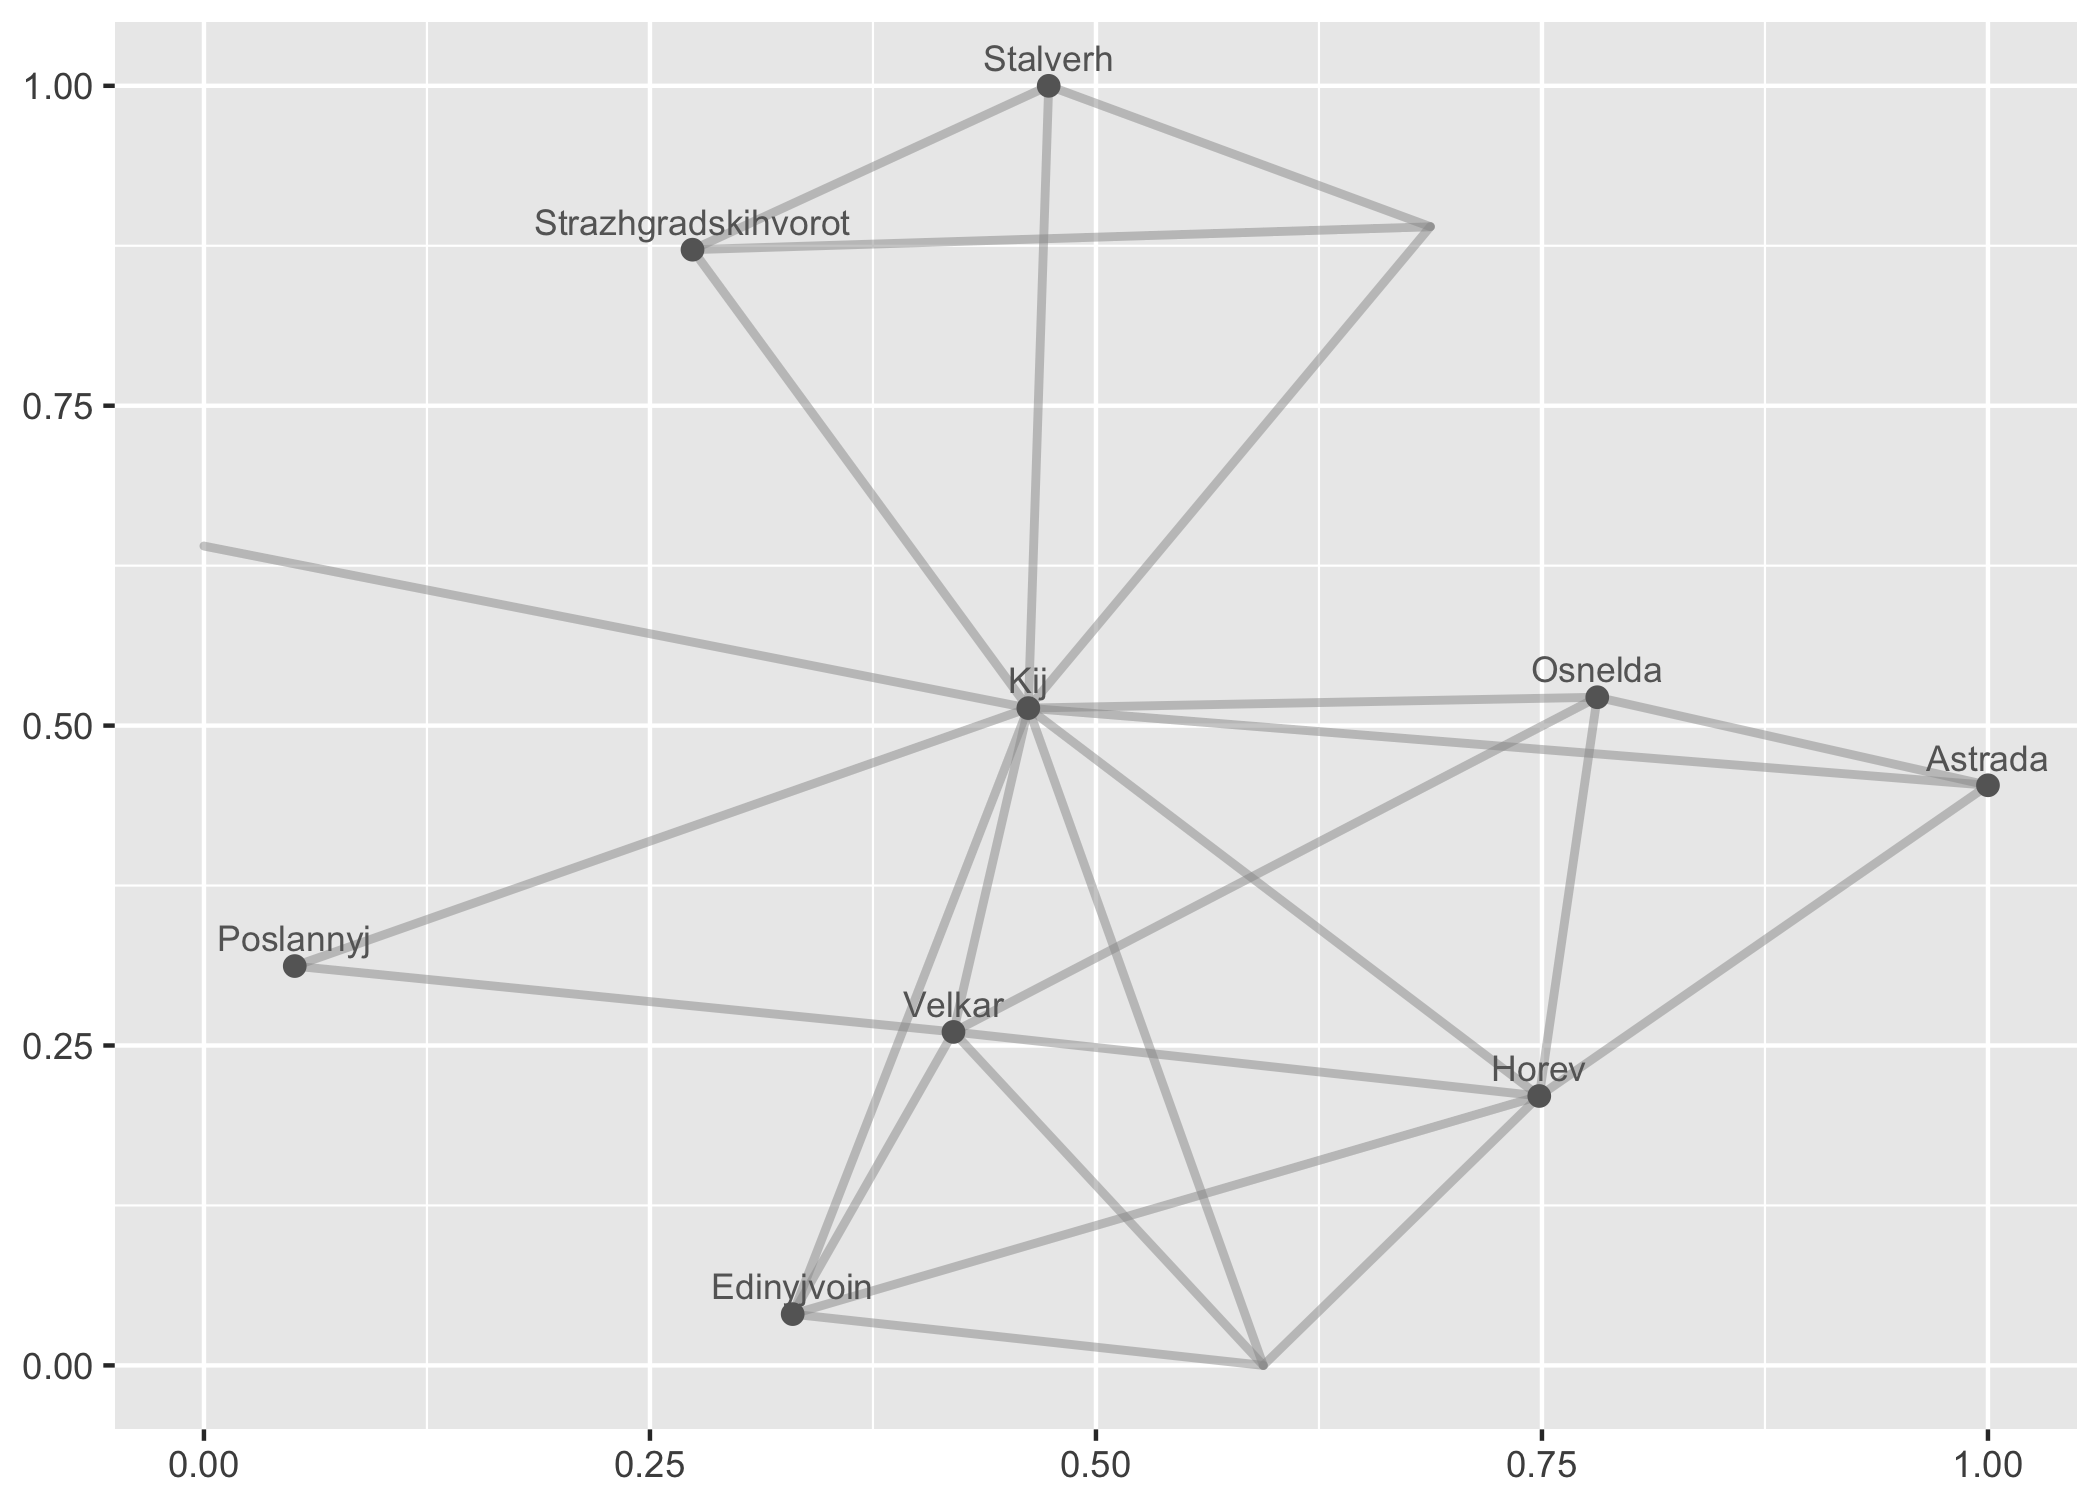 Stalverh
1.00
Strazhgradskihvorot
0.75
Kij
Osnelda
0.50
Astrada
Poslannyj
Velkar
0.25
Horev
Edinyjvoin
0.00
0.00 0.25 0.50 0.75 1.00